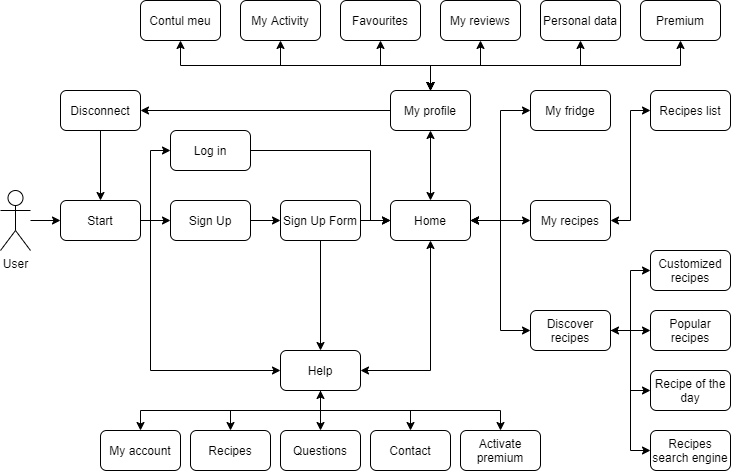 Contul meu
My Activity
Favourites
My reviews
Personal data
Premium
Disconnect
My profile
My fridge
Recipes list
Log in
Start
Sign Up
Sign Up Form
Home
My recipes
User
Customized
recipes
Discover
recipes
Popular
recipes
Help
Recipe of the
day
My account
Recipes
Questions
Contact
Activate
premium
Recipes
search engine